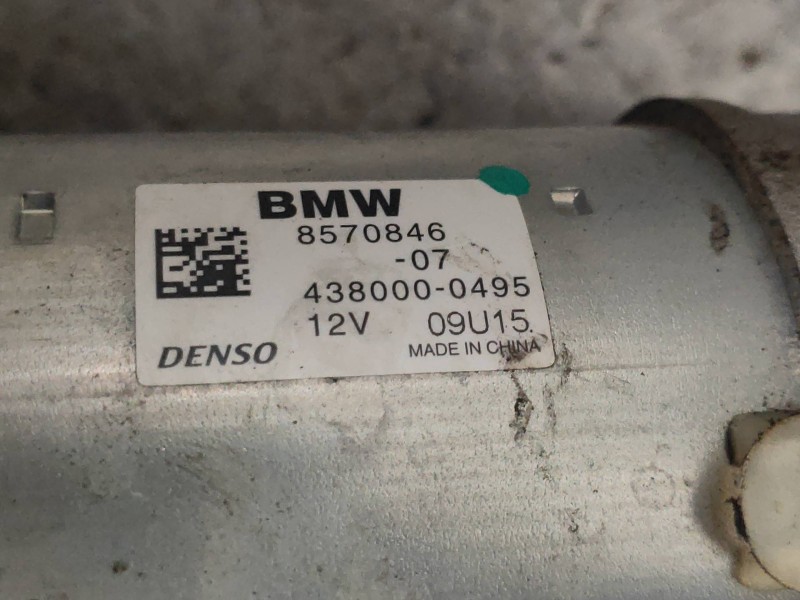 BMW
8570846
-07
438000-0495
12V 09U15.
DENSO MADE IN CHINA